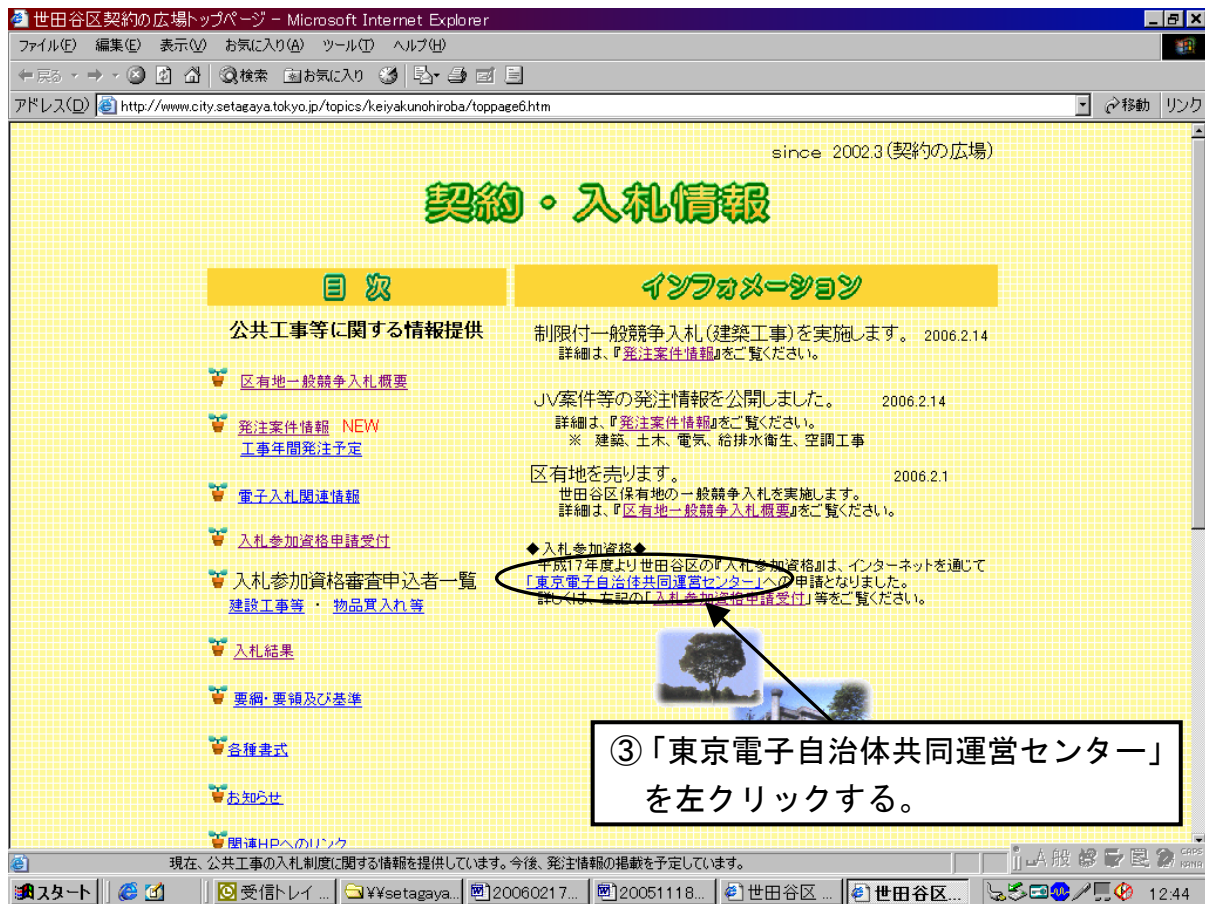 世田谷区契約の広場トップページ - Microsoft Internet Explorer
ファイル(F) 編集(E) 表示(V) お気に入り(A) ツール(T) ヘルプ(H)
戻る 検索 お気に入り
アドレス(D) http://www.city.setagaya.tokyo.jp/topics/keiyakunohiroba/toppage6.htm 移動 リンク
since 2002.3(契約の広場)
契約・入札情報
目次
公共工事等に関する情報提供
区有地一般競争入札概要
発注案件情報 NEW
工事年間発注予定
電子入札関連情報
入札参加資格申請受付
入札参加資格審査申込者一覧
建設工事等 ・ 物品買入れ等
入札結果
要綱・要領及び基準
各種書式
お知らせ
関連HPへのリンク
インフォメーション
制限付一般競争入札(建築工事)を実施します。 2006.2.14
詳細は、『発注案件情報』をご覧ください。
JV案件等の発注情報を公開しました。 2006.2.14
詳細は、『発注案件情報』をご覧ください。
※ 建築、土木、電気、給排水衛生、空調工事
区有地を売ります。 2006.2.1
世田谷区保有地の一般競争入札を実施します。
詳細は、『区有地一般競争入札概要』をご覧ください。
◆入札参加資格◆
平成17年度より世田谷区の『入札参加資格』は、インターネットを通じて
「東京電子自治体共同運営センター」への申請となりました。
詳しくは、左記の「入札参加資格申請受付」等をご覧ください。
③「東京電子自治体共同運営センター」
を左クリックする。
現在、公共工事の入札制度に関する情報を提供しています。今後、発注情報の掲載を予定しています。
A般 CAPS KANA
スタート 受信トレイ ... ¥¥setagaya... 20060217... 20051118... 世田谷区 ... 世田谷区... 12:44